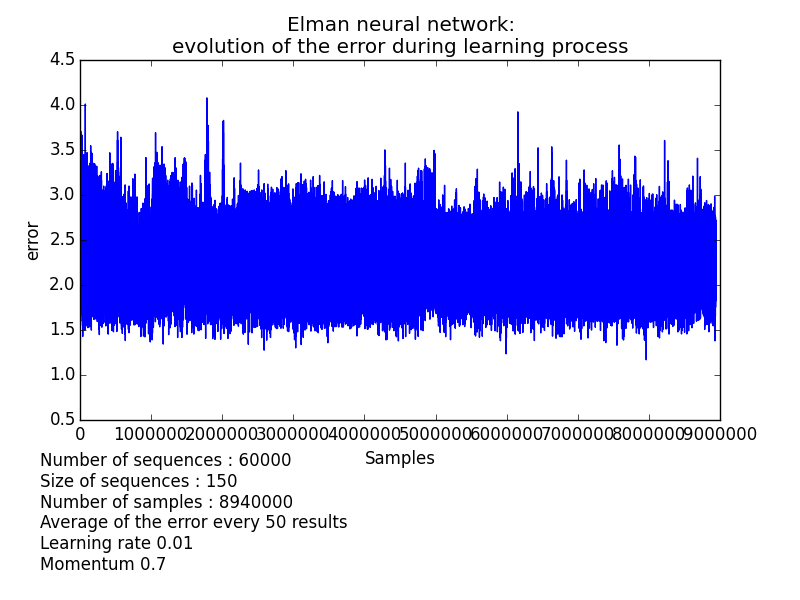 Elman neural network:
evolution of the error during learning process
4.5
4.0
3.5
3.0
2.5
2.0
1.5
1.0
0.5
error
0 1000000 2000000 3000000 4000000 5000000 6000000 7000000 8000000 9000000
Samples
Number of sequences : 60000
Size of sequences : 150
Number of samples : 8940000
Average of the error every 50 results
Learning rate 0.01
Momentum 0.7